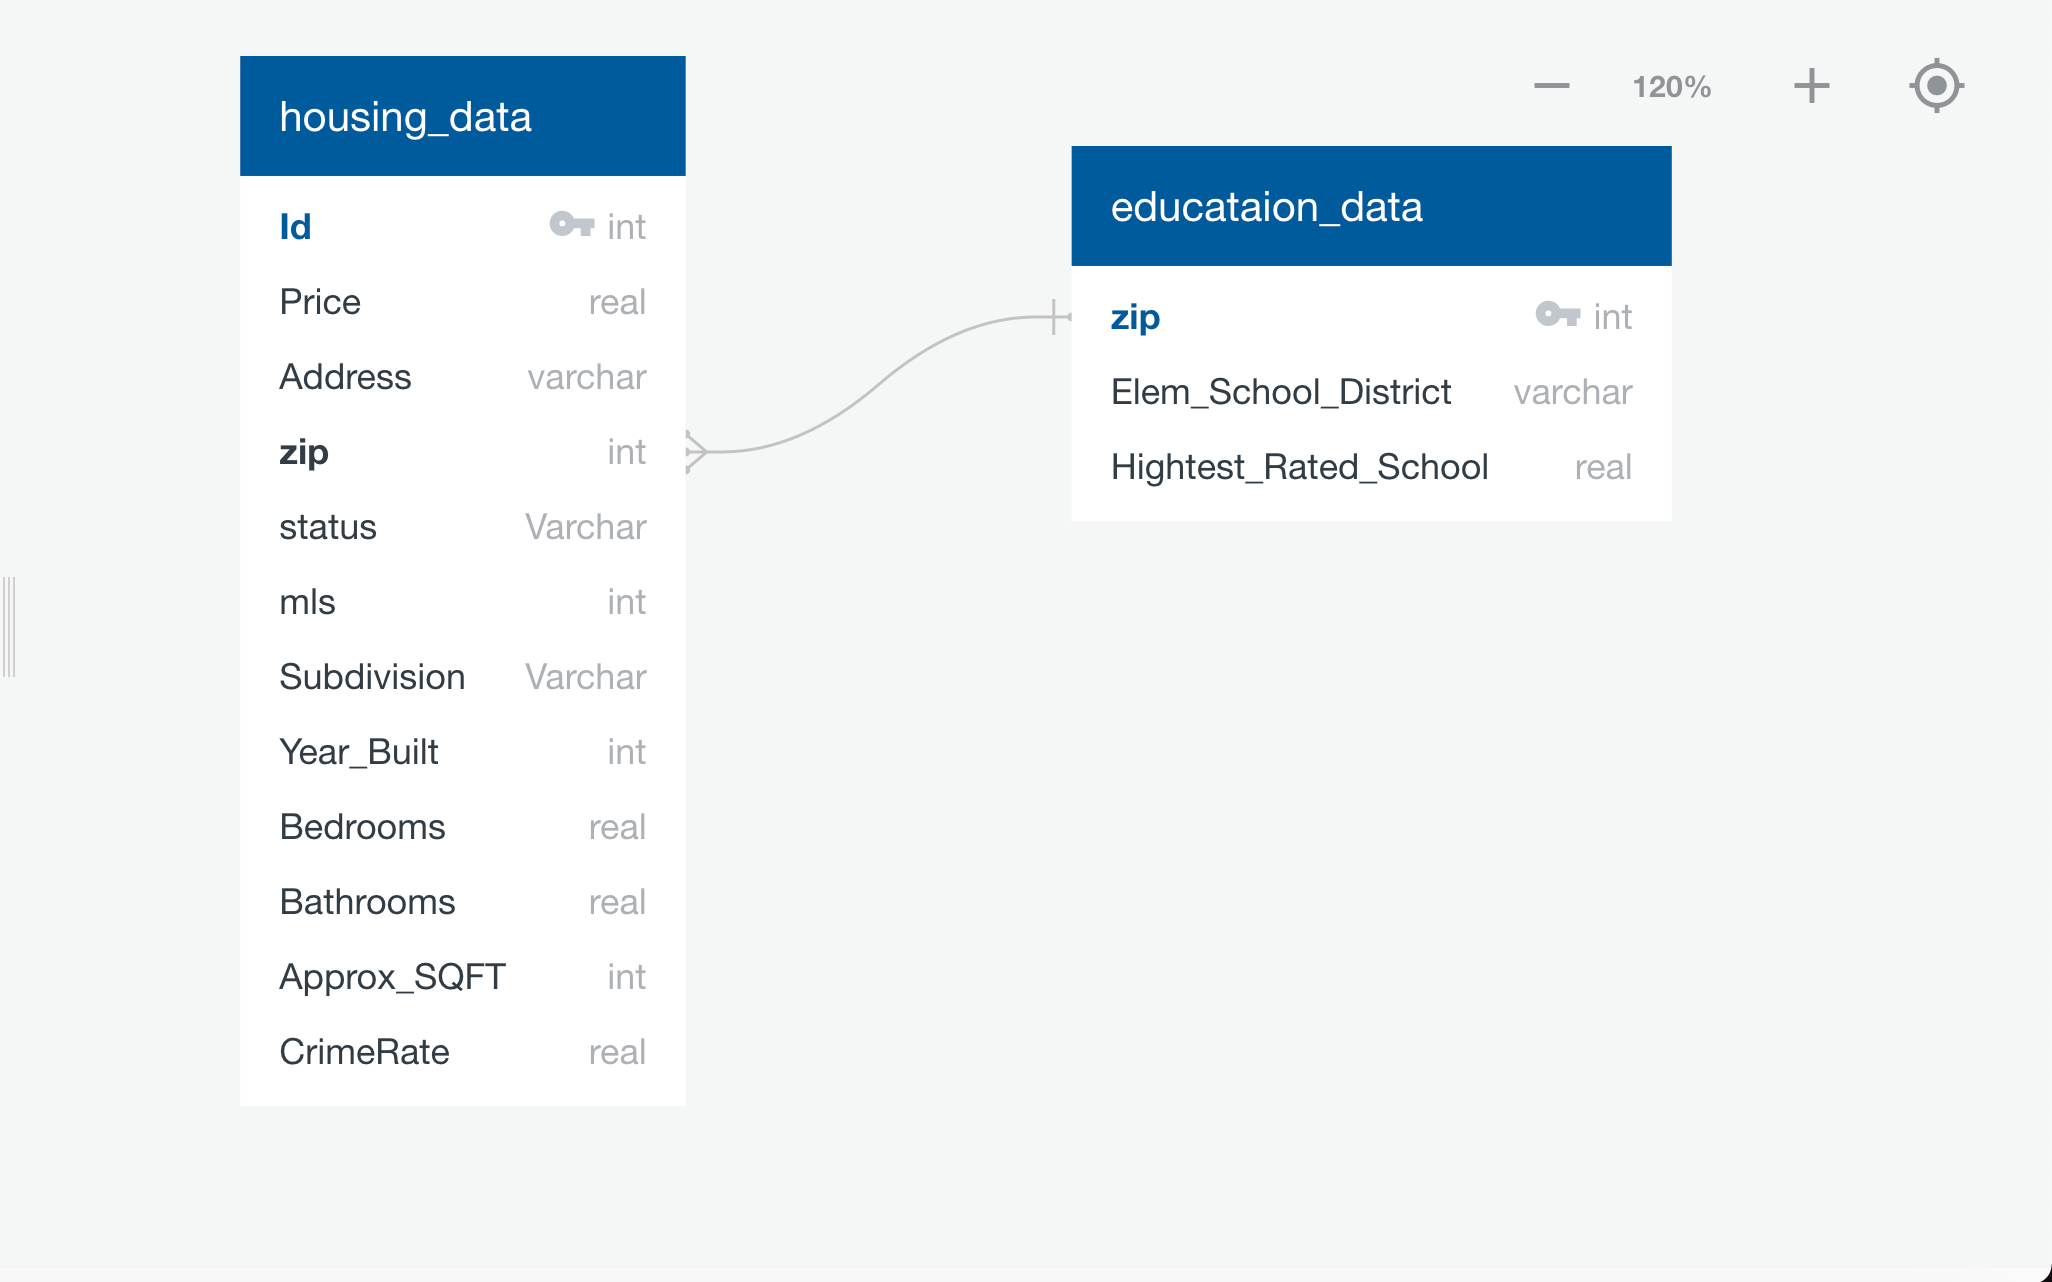 housing_data
Id int
Price real
Address varchar
zip int
status Varchar
mls int
Subdivision Varchar
Year_Built int
Bedrooms real
Bathrooms real
Approx_SQFT int
CrimeRate real
120%
educataion_data
zip int
Elem_School_District varchar
Hightest_Rated_School real